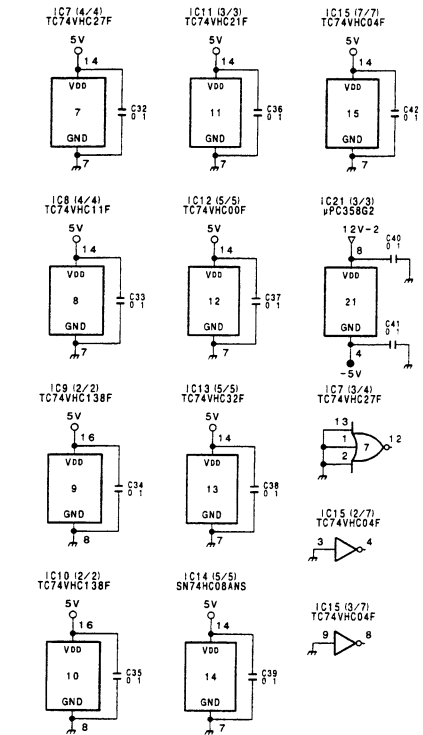 IC7 (4/4)
TC74VHC27F
5V
14
VDD
7
GND
7
C32
0 1
IC11 (3/3)
TC74VHC21F
5V
14
VDD
11
GND
7
C36
0 1
IC15 (7/7)
TC74VHC04F
5V
14
VDD
15
GND
7
C42
0 1
IC8 (4/4)
TC74VHC11F
5V
14
VDD
8
GND
7
C33
0 1
IC12 (5/5)
TC74VHC00F
5V
14
VDD
12
GND
7
C37
0 1
IC21 (3/3)
µPC358G2
12V-2
8
C40
0 1
VDD
21
GND
C41
0 1
4
-5V
IC9 (2/2)
TC74VHC138F
5V
16
VDD
9
GND
8
C34
0 1
IC13 (5/5)
TC74VHC32F
5V
14
VDD
13
GND
7
C38
0 1
IC7 (3/4)
TC74VHC27F
13
1
2
7
12
IC15 (2/7)
TC74VHC04F
3
4
IC10 (2/2)
TC74VHC138F
5V
16
VDD
10
GND
8
C35
0 1
IC14 (5/5)
SN74HC08ANS
5V
14
VDD
14
GND
7
C39
0 1
IC15 (3/7)
TC74VHC04F
9
8